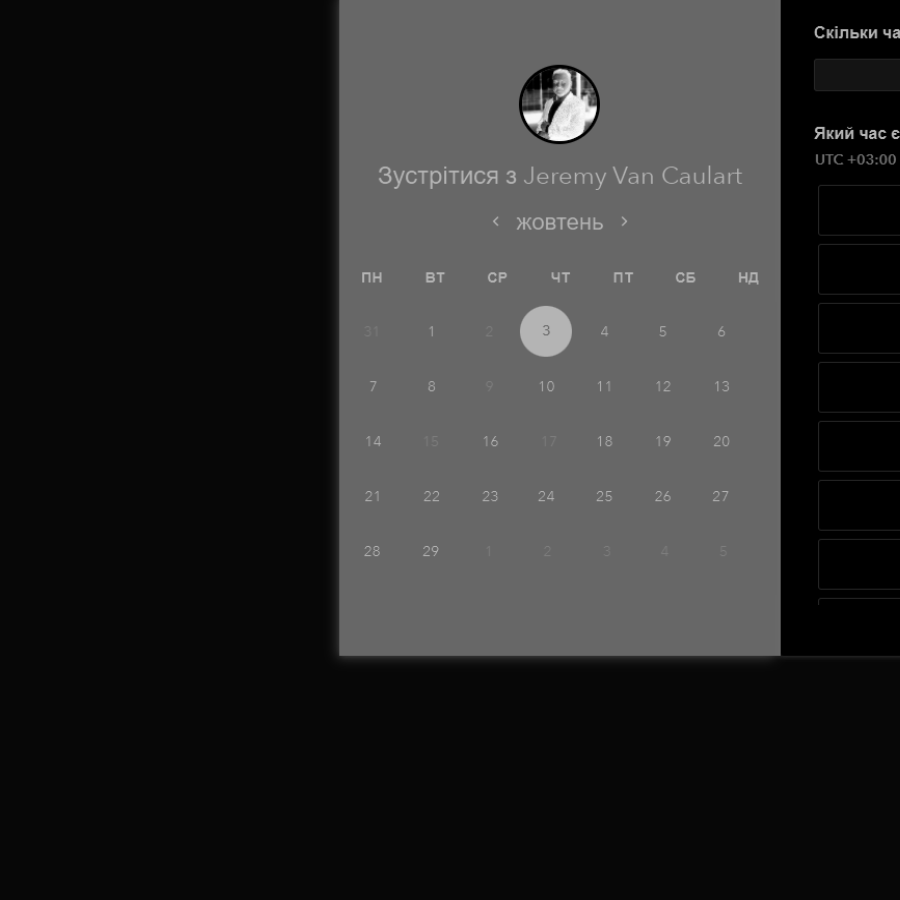 Зустрітися з Jeremy Van Caulart
жовтень
ПН ВТ СР ЧТ ПТ СБ НД
31 1 2 3 4 5 6
7 8 9 10 11 12 13
14 15 16 17 18 19 20
21 22 23 24 25 26 27
28 29 1 2 3 4 5
Скільки ча
Який час є
UTC +03:00